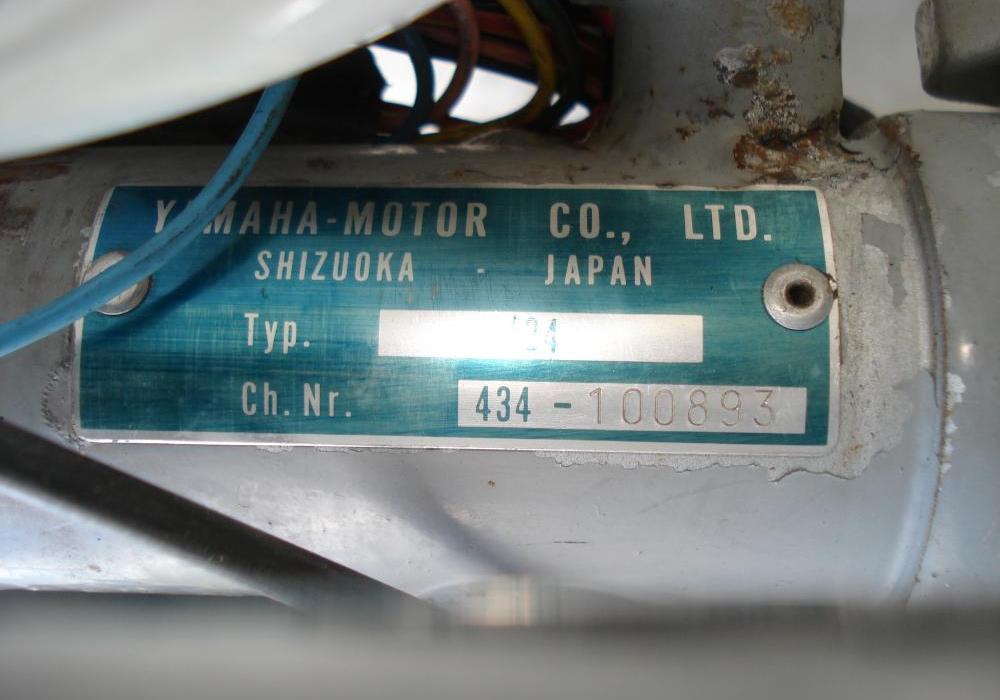 YAMAHA-MOTOR CO., LTD.
SHIZUOKA - JAPAN
Typ.
Ch. Nr. 434 - 100893